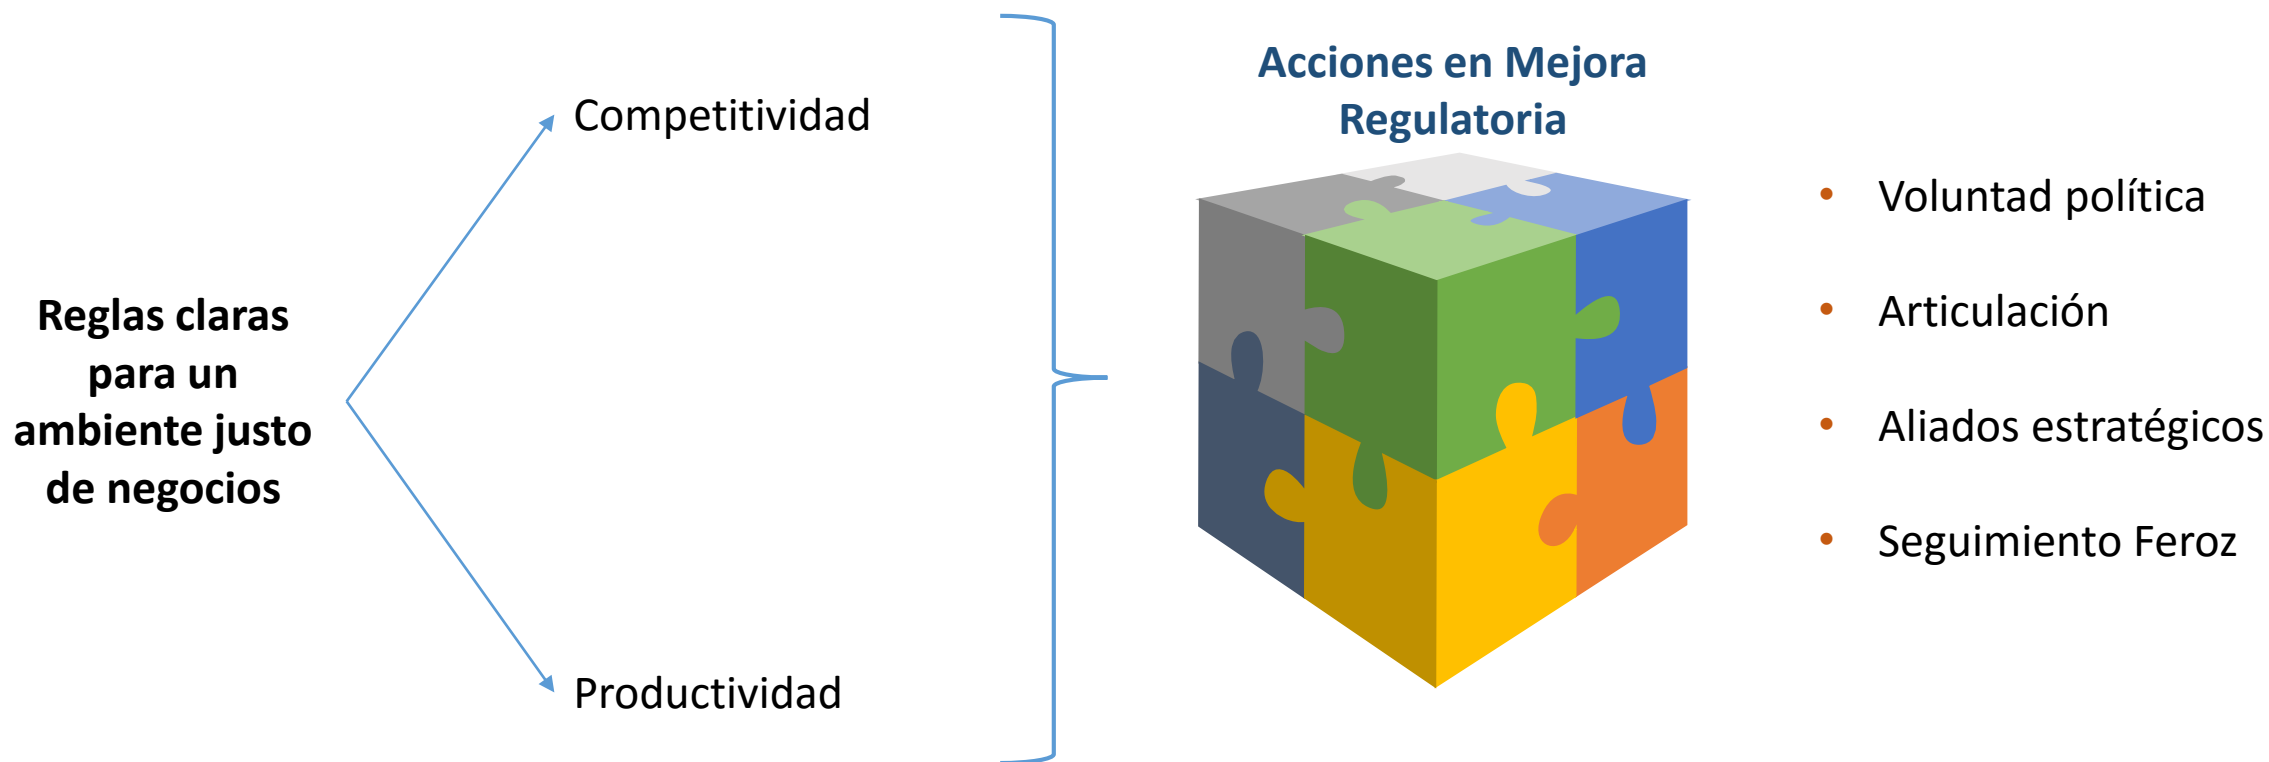 Reglas claras
para un
ambiente justo
de negocios
Competitividad
Productividad
Acciones en Mejora
Regulatoria
• Voluntad política
• Articulación
• Aliados estratégicos
• Seguimiento Feroz